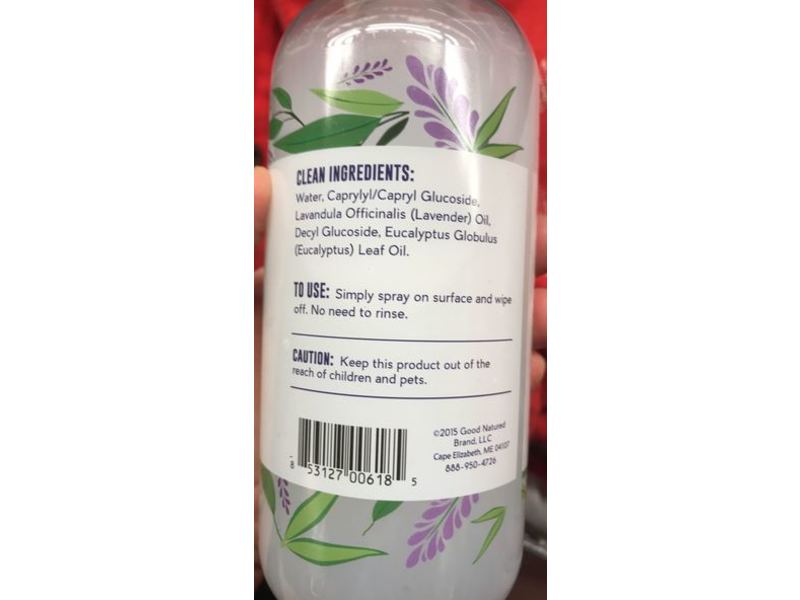 CLEAN INGREDIENTS:
Water, Caprylyl/Capryl Glucoside,
Lavandula Officinalis (Lavender) Oil,
Decyl Glucoside, Eucalyptus Globulus
(Eucalyptus) Leaf Oil.
TO USE: Simply spray on surface and wipe
off. No need to rinse.
CAUTION: Keep this product out of the
reach of children and pets.
8 53127 00618 5
©2015 Good Natured
Brand, LLC
Cape Elizabeth, ME 04107
888-950-4726